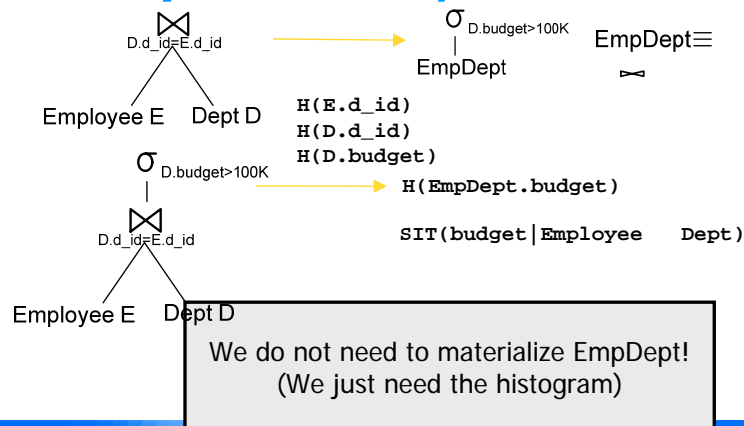 ⋈
D.d_id=E.d_id
Employee E Dept D
σ D.budget>100K
EmpDept
EmpDept≡
⋈
H(E.d_id)
H(D.d_id)
H(D.budget)
σ D.budget>100K
⋈
D.d_id=E.d_id
Employee E Dept D
H(EmpDept.budget)
SIT(budget|Employee Dept)
We do not need to materialize EmpDept!
(We just need the histogram)